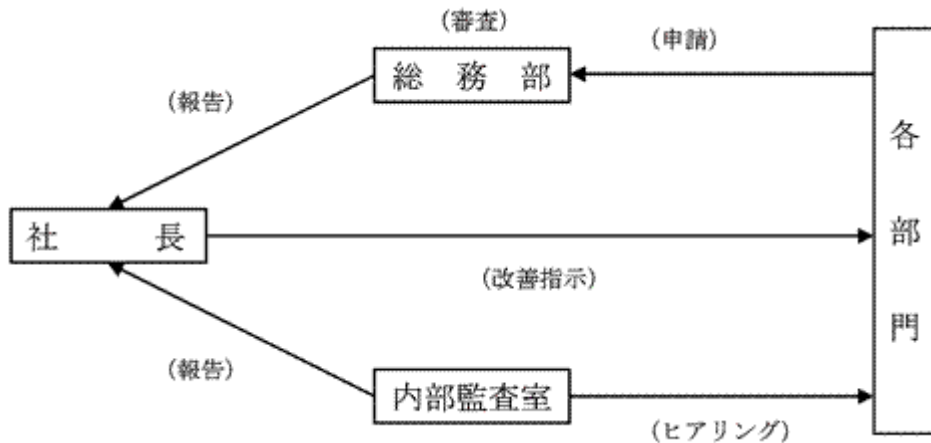 (審査)
(申請)
総務部
(報告)
各部門
社長
(改善指示)
(報告)
内部監査室
(ヒアリング)